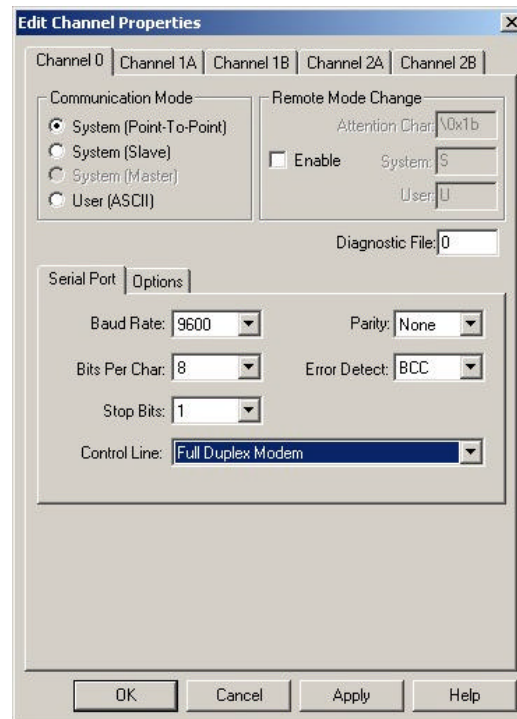 Edit Channel Properties
Channel 0 Channel 1A Channel 1B Channel 2A Channel 2B
Communication Mode
System (Point-To-Point)
System (Slave)
System (Master)
User (ASCII)
Remote Mode Change
Attention Char: \0x1b
Enable System: S
User: U
Diagnostic File: 0
Serial Port Options
Baud Rate: 9600 Parity: None
Bits Per Char: 8 Error Detect: BCC
Stop Bits: 1
Control Line: Full Duplex Modem
OK Cancel Apply Help